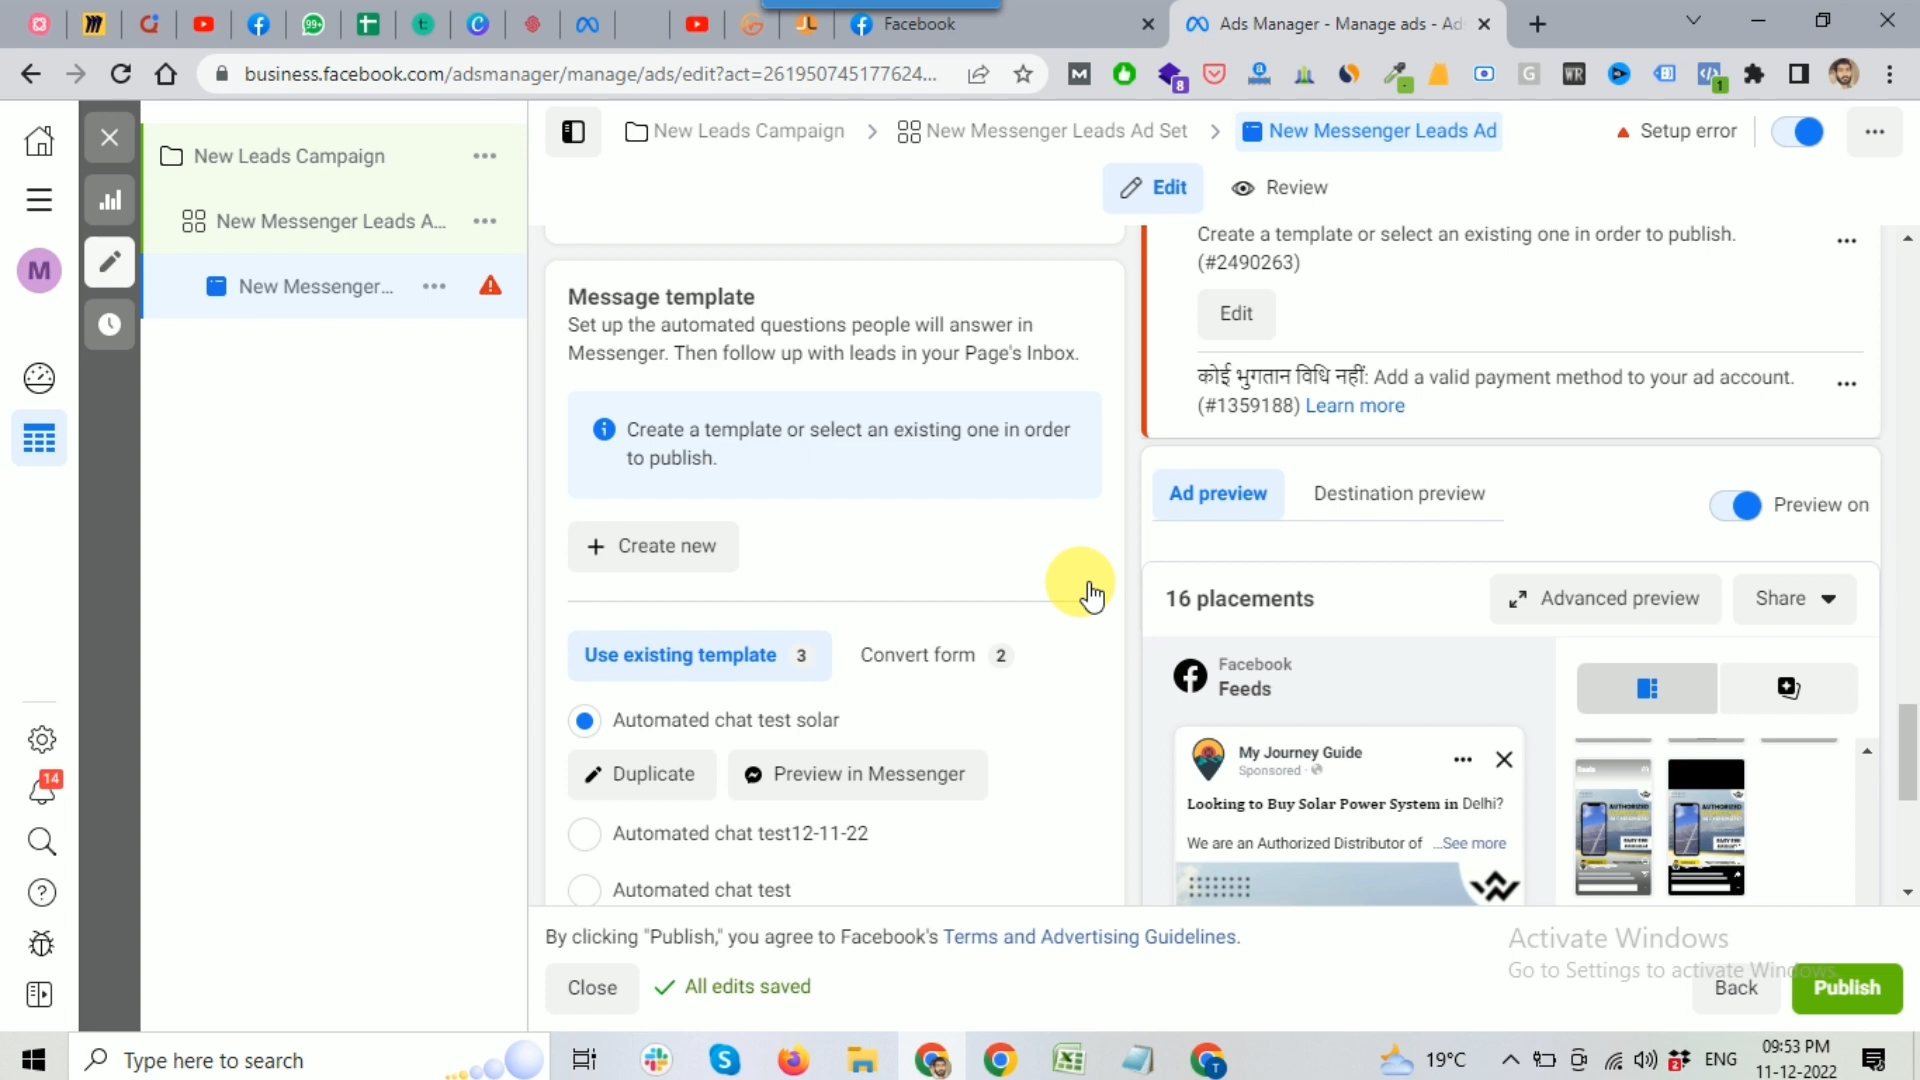 Facebook
Ads Manager - Manage ads - Ad
business.facebook.com/adsmanager/manage/ads/edit?act=261950745177624...
New Leads Campaign
New Messenger Leads Ad Set
New Messenger Leads Ad
Setup error
Edit
Review
New Leads Campaign
New Messenger Leads A...
New Messenger...
M
14
Message template
Set up the automated questions people will answer in
Messenger. Then follow up with leads in your Page's Inbox.
Create a template or select an existing one in order
to publish.
Create new
Use existing template 3
Convert form 2
Automated chat test solar
Duplicate
Preview in Messenger
Automated chat test12-11-22
Automated chat test
Create a template or select an existing one in order to publish.
(#2490263)
Edit
कोई भुगतान विधि नहीं: Add a valid payment method to your ad account.
(#1359188) Learn more
Ad preview
Destination preview
Preview on
16 placements
Advanced preview
Share
Facebook
Feeds
My Journey Guide
Sponsored
Looking to Buy Solar Power System in Delhi?
We are an Authorized Distributor of ...See more
By clicking "Publish," you agree to Facebook's Terms and Advertising Guidelines.
Close
All edits saved
Activate Windows
Go to Settings to activate Windows.
Back
Publish
Type here to search
19°C
ENG
09:53 PM
11-12-2022